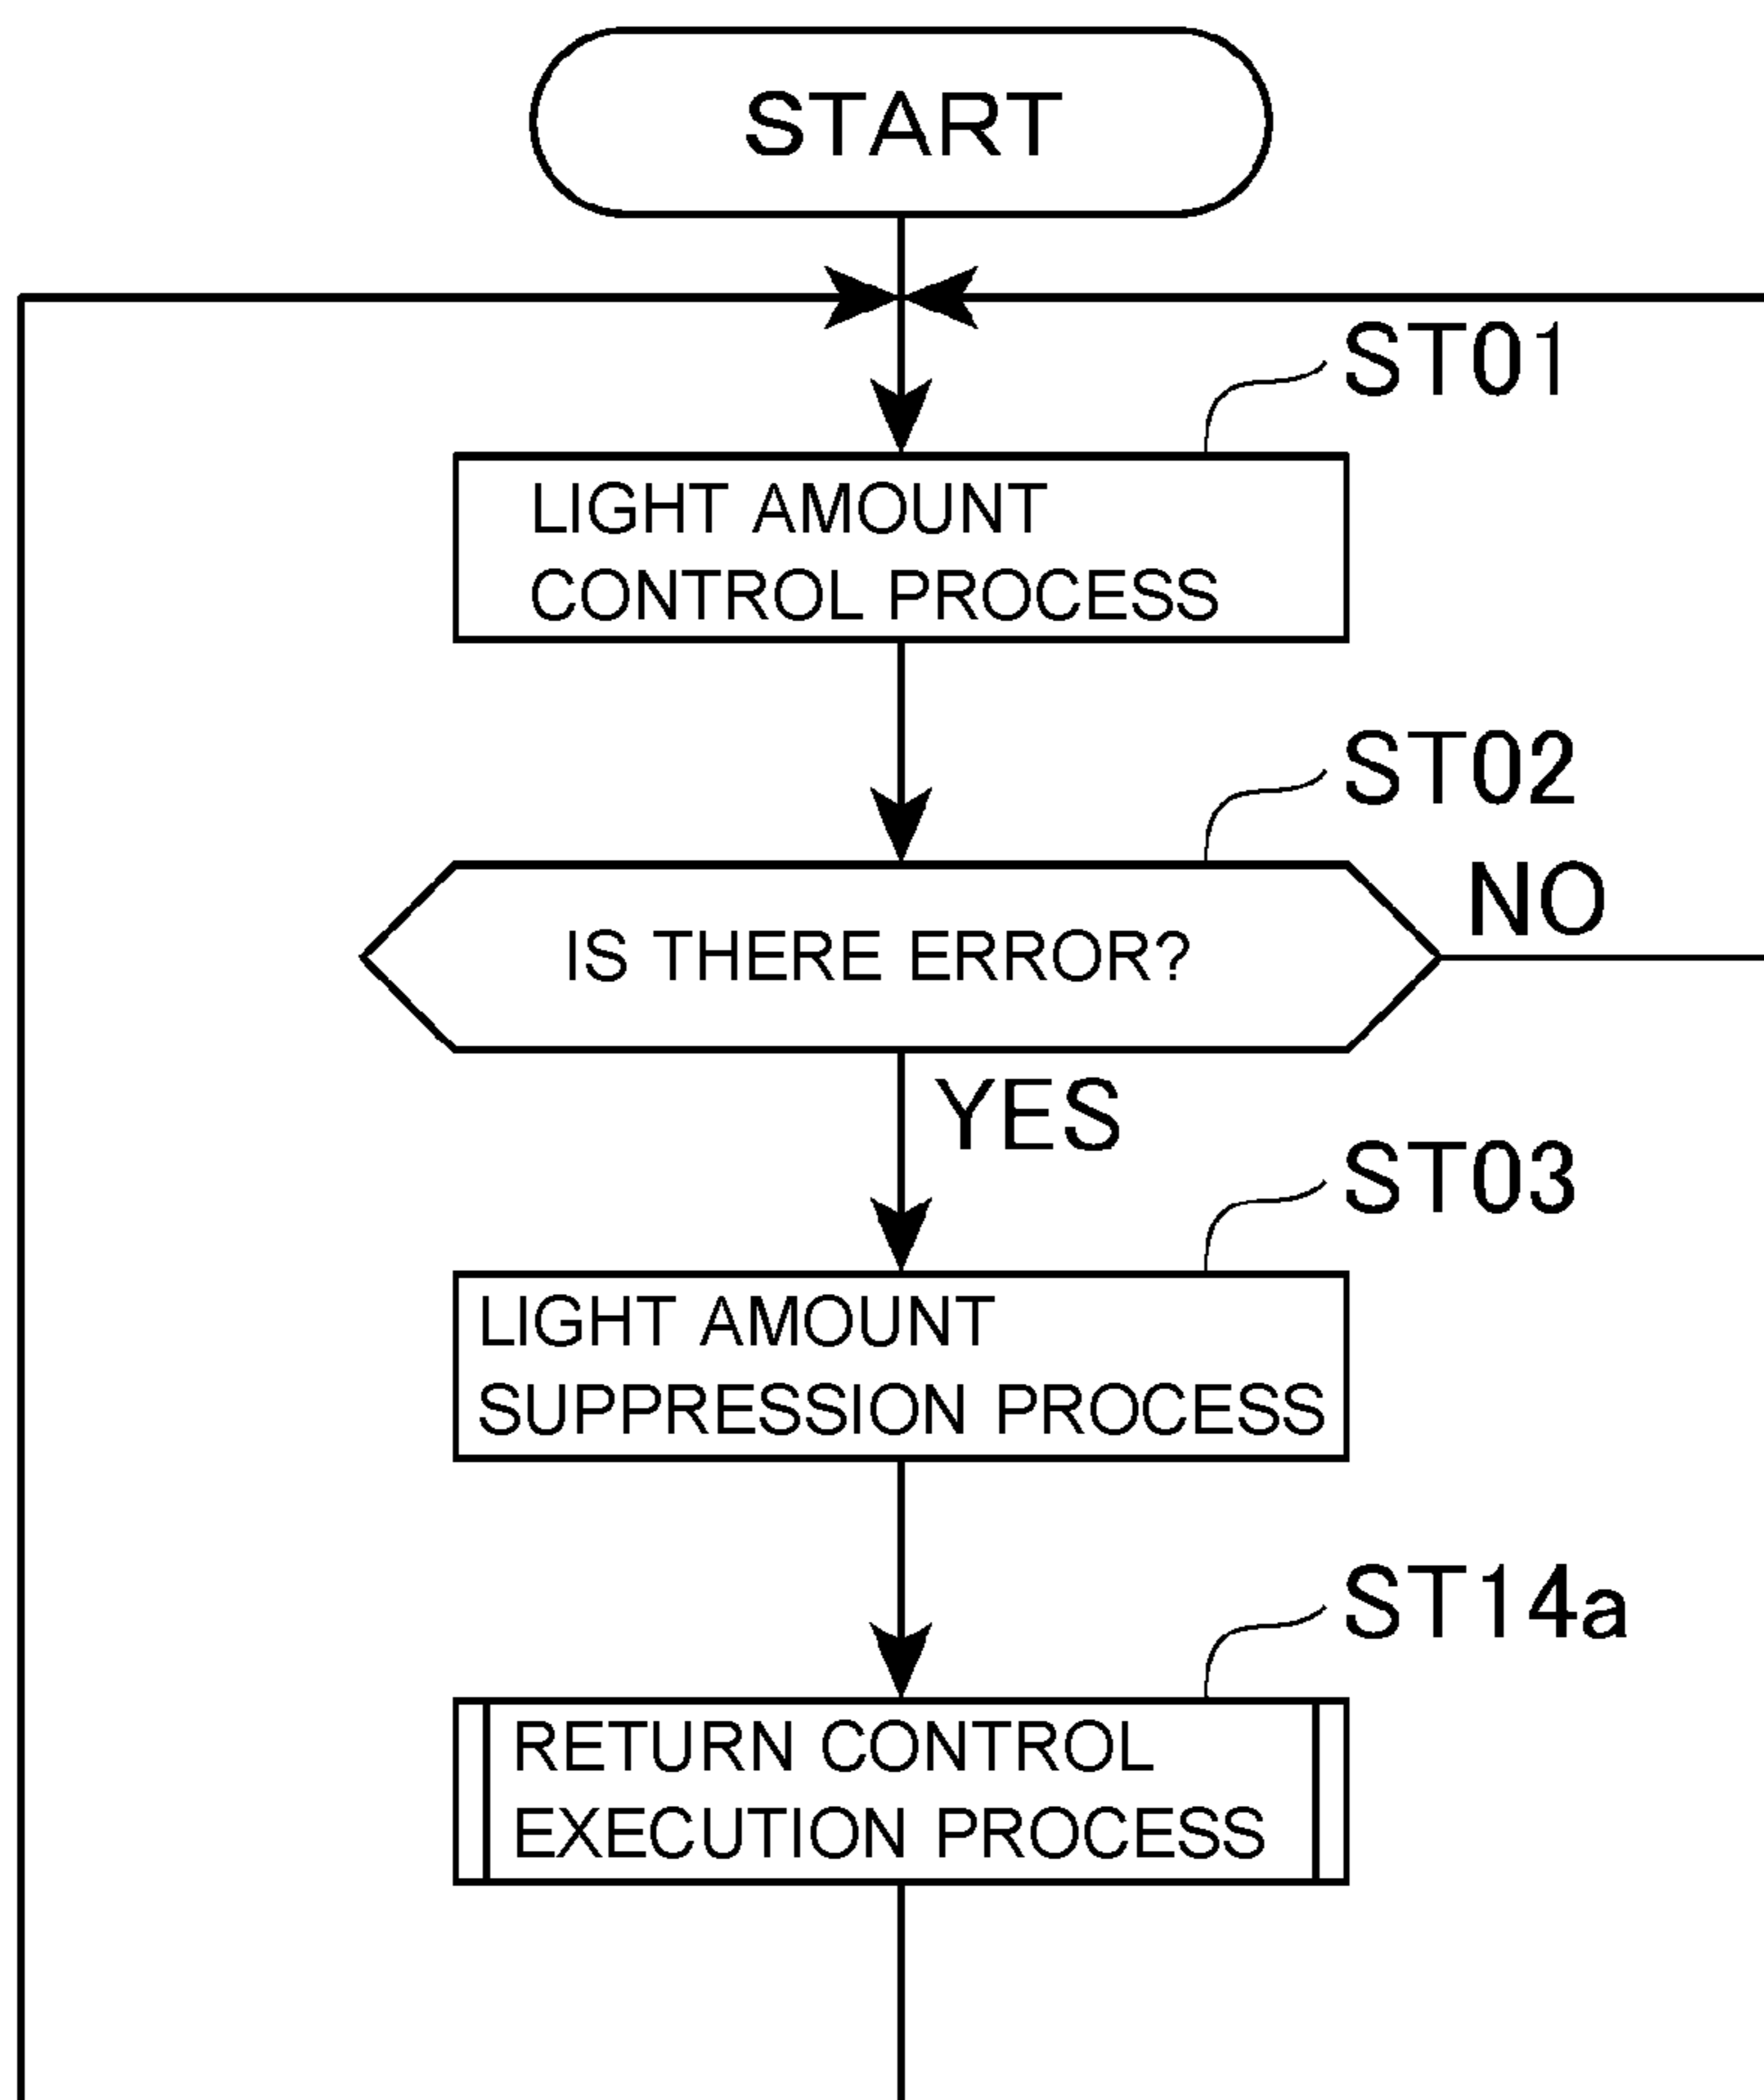 START
ST01
LIGHT AMOUNT
CONTROL PROCESS
ST02
IS THERE ERROR?
NO
YES
ST03
LIGHT AMOUNT
SUPPRESSION PROCESS
ST14a
RETURN CONTROL
EXECUTION PROCESS